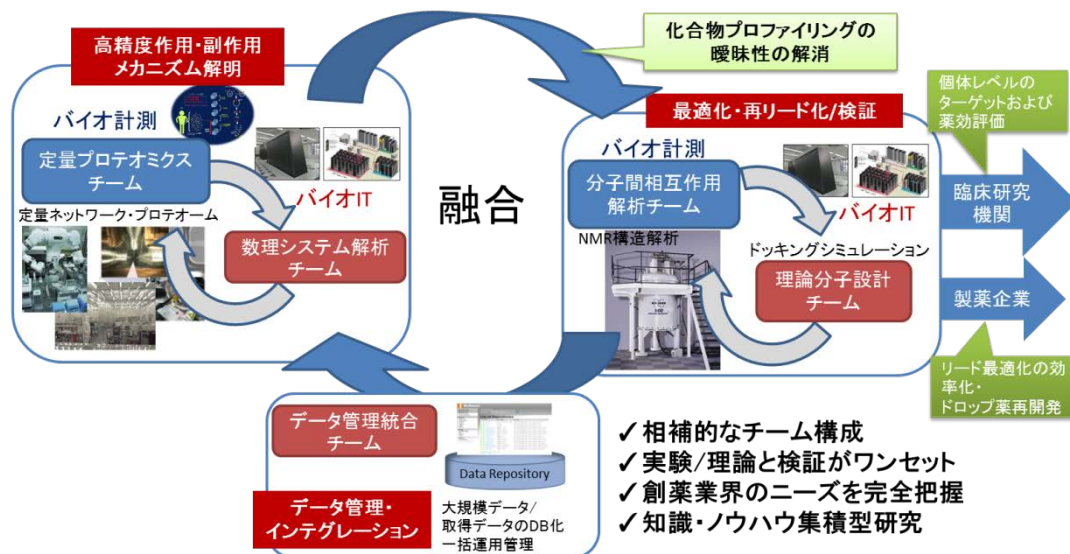 高精度作用・副作用
メカニズム解明
バイオ計測
定量プロテオミクス
チーム
バイオIT
定量ネットワーク・プロテオーム
数理システム解析
チーム
融合
化合物プロファイリングの
曖昧性の解消
最適化・再リード化/検証
バイオ計測
分子間相互作用
解析チーム
バイオIT
NMR構造解析
ドッキングシミュレーション
理論分子設計
チーム
個体レベルの
ターゲットおよび
薬効評価
臨床研究
機関
製薬企業
リード最適化の効
率化・
ドロップ薬再開発
データ管理統合
チーム
Data Repository
データ管理・
インテグレーション
大規模データ/
取得データのDB化
一括運用管理
✓相補的なチーム構成
✓実験/理論と検証がワンセット
✓創薬業界のニーズを完全把握
✓知識・ノウハウ集積型研究